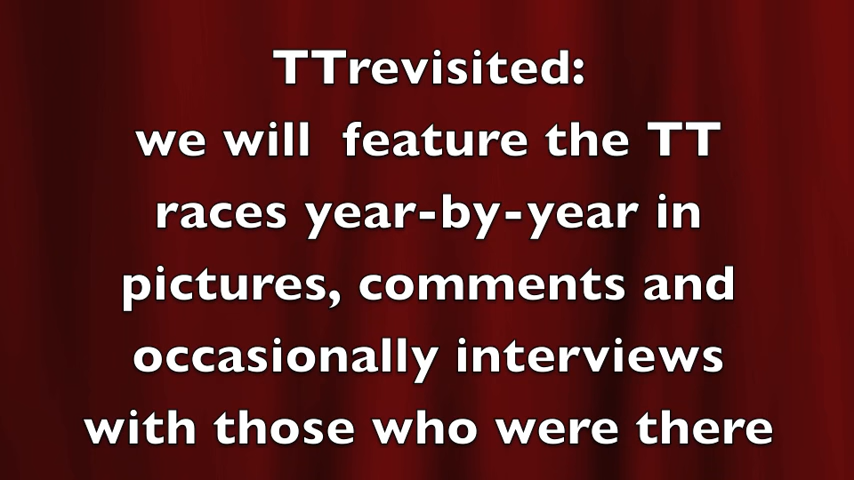 TTrevisited:
we will  feature the TT
races year-by-year in
pictures, comments and
occasionally interviews
with those who were there